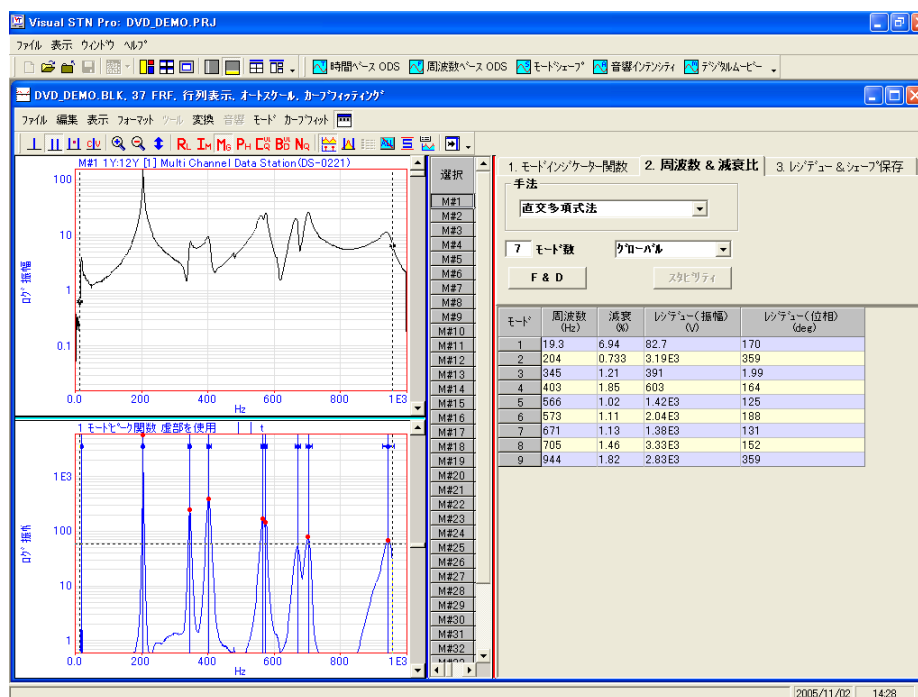 Visual STN Pro: DVD_DEMO.PRJ
ファイル 表示 ウィンドウ ヘルプ
時間ベース ODS 周波数ベース ODS モードシェープ 音響インテンシティ デジタルムービー
DVD_DEMO.BLK, 37 FRF, 行列表示, オートスケール, カーブフィッティング
ファイル 編集 表示 フォーマット ツール 変換 音響 モード カーブフィット
M#1 1Y:12Y [1] Multi Channel Data Station(DS-0221)
100
10
1
0.1
ログ振幅
0.0 200 400 600 800 1E3
Hz
1 モードピーク関数 虚部を使用 | | t
1E3
100
10
1
ログ振幅
0.0 200 400 600 800 1E3
Hz
選択
M#1
M#2
M#3
M#4
M#5
M#6
M#7
M#8
M#9
M#10
M#11
M#12
M#13
M#14
M#15
M#16
M#17
M#18
M#19
M#20
M#21
M#22
M#23
M#24
M#25
M#26
M#27
M#28
M#29
M#30
M#31
M#32
1. モードインジケーター関数 2. 周波数 & 減衰比 3. レジデュー & シェープ保存
手法
直交多項式法
7 モード数 グローバル
F & D スタビリティ
モード 周波数 (Hz) 減衰 (%) レジデュー(振幅) (V) レジデュー(位相) (deg)
1 19.3 6.94 82.7 170
2 204 0.733 3.19E3 359
3 345 1.21 391 1.99
4 403 1.85 603 164
5 566 1.02 1.42E3 125
6 573 1.11 2.04E3 188
7 671 1.13 1.38E3 131
8 705 1.46 3.33E3 152
9 944 1.82 2.83E3 359
2005/11/02 14:28